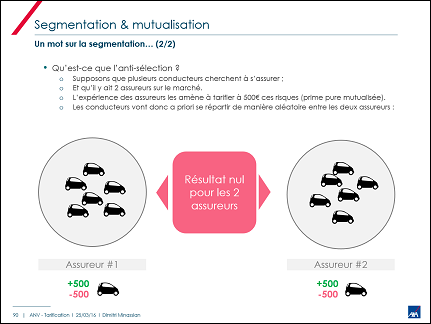 Segmentation & mutualisation
Un mot sur la segmentation… (2/2)
• Qu'est-ce que l'anti-sélection ?
o Supposons que plusieurs conducteurs cherchent à s'assurer ;
o Et qu'il y ait 2 assureurs sur le marché.
o L'expérience des assureurs les amène à tarifier à 500€ ces risques (prime pure mutualisée).
o Les conducteurs vont donc a priori se répartir de manière aléatoire entre les deux assureurs :
Résultat nul
pour les 2
assureurs
Assureur #1
Assureur #2
+500
-500
+500
-500
90 | ANV - Tarification I 25/03/16 I Dimitri Minassian
AXA